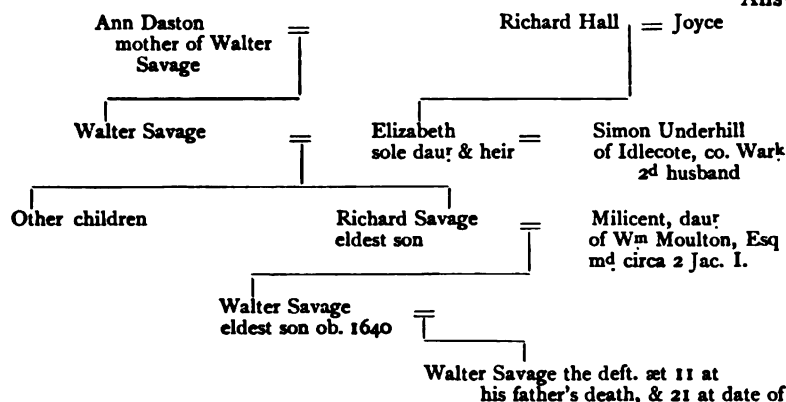 Ans
Ann Daston = Richard Hall = Joyce
mother of Walter
Savage
Walter Savage = Elizabeth = Simon Underhill
sole daur & heir of Idlecote, co. Wark
2d husband
Other children Richard Savage = Milicent, daur
eldest son of Wm Moulton, Esq
md circa 2 Jac. I.
Walter Savage =
eldest son ob. 1640
Walter Savage the deft. æt 11 at
his father's death, & 21 at date of